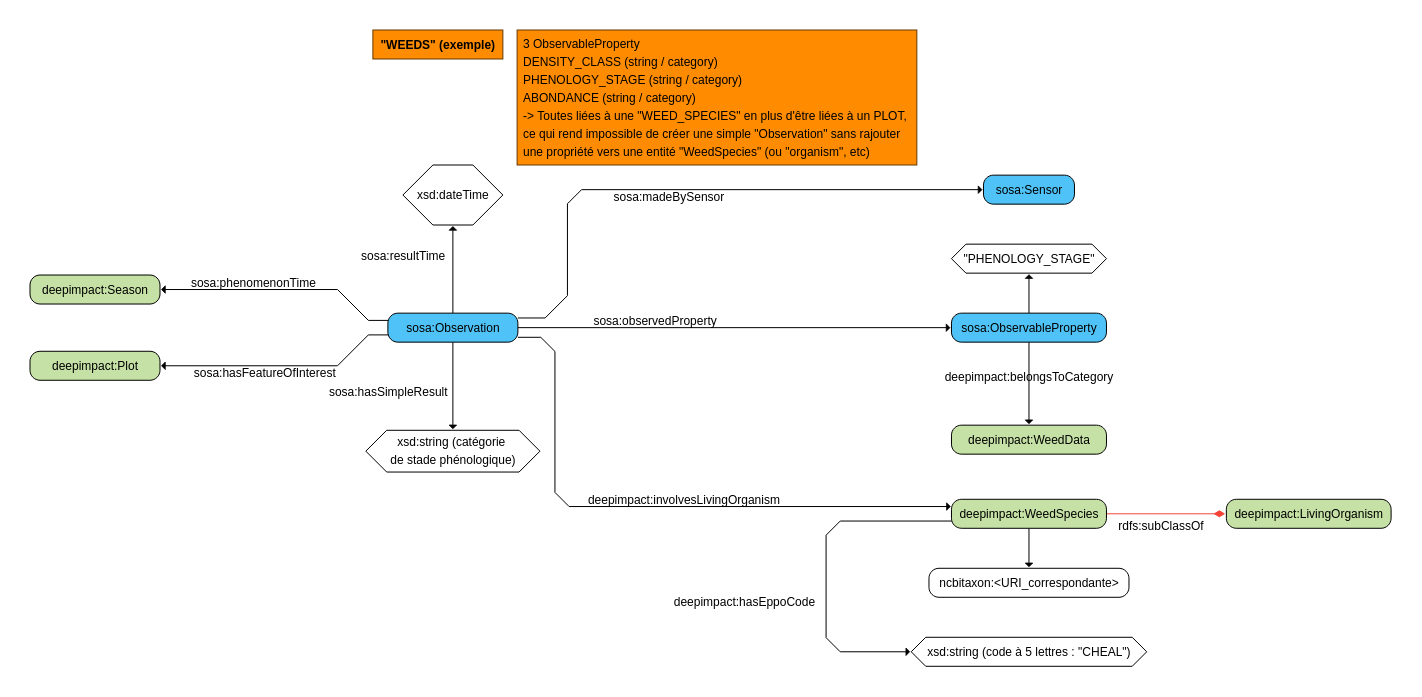 "WEEDS" (exemple)
3 ObservableProperty
DENSITY_CLASS (string / category)
PHENOLOGY_STAGE (string / category)
ABONDANCE (string / category)
-> Toutes liées à une "WEED_SPECIES" en plus d'être liées à un PLOT,
ce qui rend impossible de créer une simple "Observation" sans rajouter
une propriété vers une entité "WeedSpecies" (ou "organism", etc)
xsd:dateTime
sosa:Sensor
sosa:madeBySensor
sosa:resultTime
"PHENOLOGY_STAGE"
sosa:phenomenonTime
deepimpact:Season
sosa:observedProperty
sosa:Observation
sosa:ObservableProperty
deepimpact:Plot
sosa:hasFeatureOfInterest
deepimpact:belongsToCategory
sosa:hasSimpleResult
xsd:string (catégorie
de stade phénologique)
deepimpact:WeedData
deepimpact:involvesLivingOrganism
deepimpact:WeedSpecies
deepimpact:LivingOrganism
rdfs:subClassOf
ncbitaxon:<URI_correspondante>
deepimpact:hasEppoCode
xsd:string (code à 5 lettres : "CHEAL")